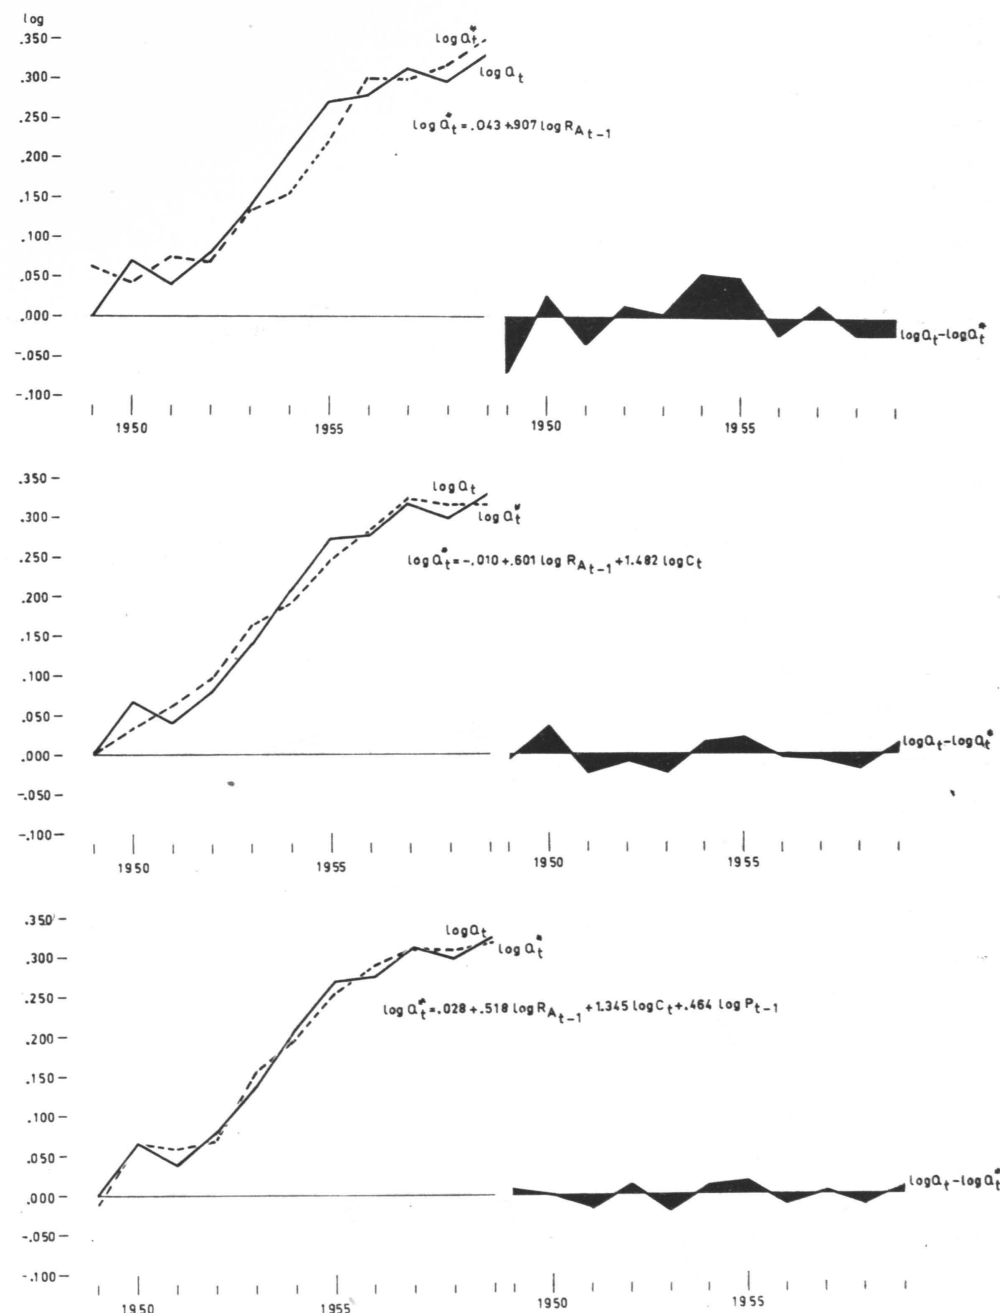 log
.350
log Q*t
.300
log Qt
.250
log Q*t = .043 +.907 log RAt-1
.200
.150
.100
.050
.000
log Qt – log Q*t
-.050
-.100
1950 1955 1950 1955
.350
log Qt
.300
log Q*t
.250
log Q*t = -.010 + .601 log RAt-1 + 1.482 log Ct
.200
.150
.100
.050
.000
log Qt – log Q*t
-.050
-.100
1950 1955 1950 1955
.350
log Qt
.300
log Q*t
.250
log Q*t = .028 + .518 log RAt-1 + 1.345 log Ct + .464 log Pt-1
.200
.150
.100
.050
.000
log Qt – log Q*t
-.050
-.100
1950 1955 1950 1955